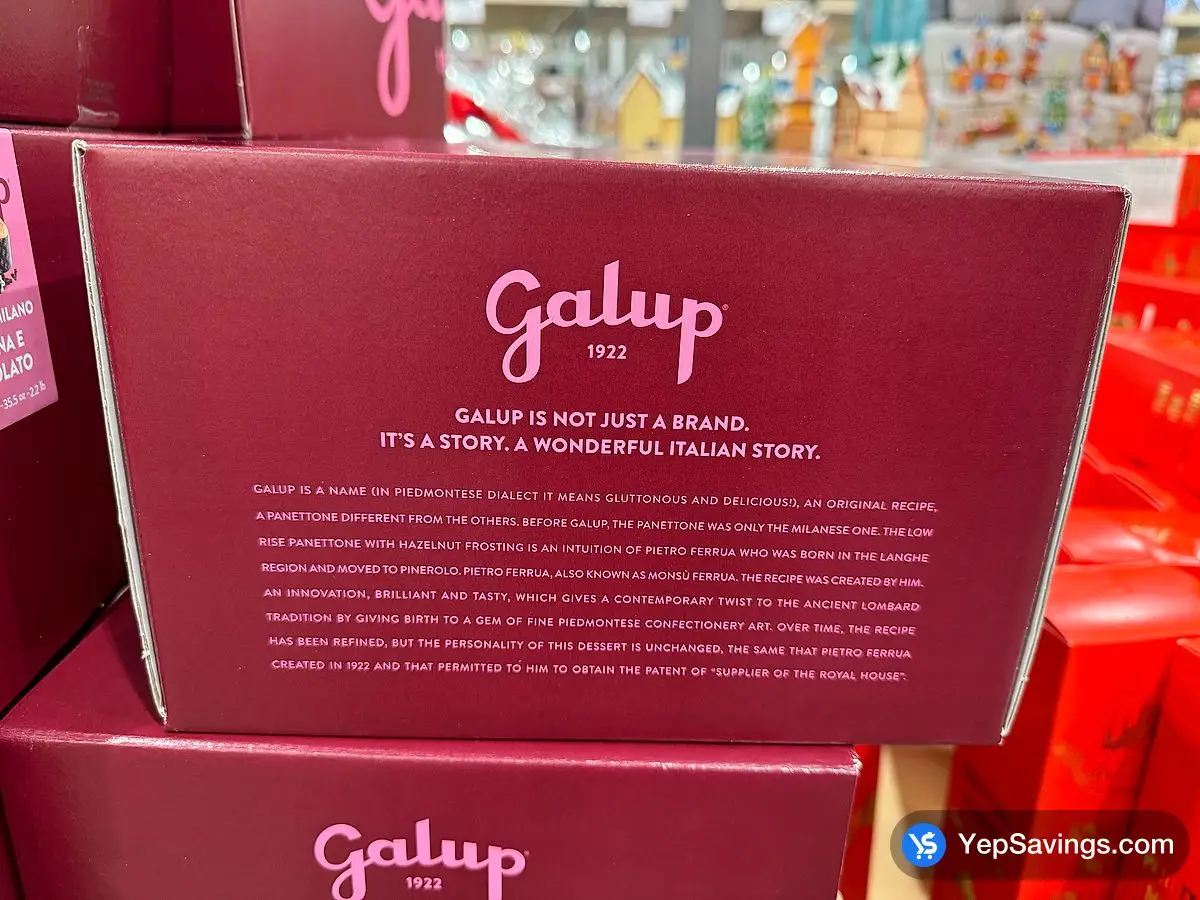 Galup
1922
GALUP IS NOT JUST A BRAND.
IT'S A STORY. A WONDERFUL ITALIAN STORY.
GALUP IS A NAME (IN PIEDMONTESE DIALECT IT MEANS GLUTTONOUS AND DELICIOUS!), AN ORIGINAL RECIPE,
A PANETTONE DIFFERENT FROM THE OTHERS. BEFORE GALUP, THE PANETTONE WAS ONLY THE MILANESE ONE. THE LOW
RISE PANETTONE WITH HAZELNUT FROSTING IS AN INTUITION OF PIETRO FERRUA WHO WAS BORN IN THE LANGHE
REGION AND MOVED TO PINEROLO. PIETRO FERRUA, ALSO KNOWN AS MONSÙ FERRUA. THE RECIPE WAS CREATED BY HIM.
AN INNOVATION, BRILLIANT AND TASTY, WHICH GIVES A CONTEMPORARY TWIST TO THE ANCIENT LOMBARD
TRADITION BY GIVING BIRTH TO A GEM OF FINE PIEDMONTESE CONFECTIONERY ART. OVER TIME, THE RECIPE
HAS BEEN REFINED, BUT THE PERSONALITY OF THIS DESSERT IS UNCHANGED, THE SAME THAT PIETRO FERRUA
CREATED IN 1922 AND THAT PERMITTED TO HIM TO OBTAIN THE PATENT OF "SUPPLIER OF THE ROYAL HOUSE".
ILANO
NA E
OLATO
-35.5 oz - 2.2 lb
Galup
1922
YepSavings.com